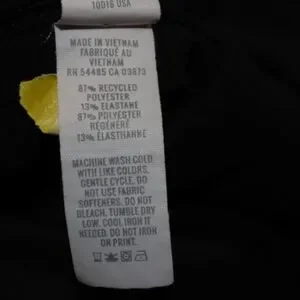 10016 USA
MADE IN VIETNAM
FABRIQUÉ AU
VIETNAM
RN 54485 CA 03873
87% RECYCLED
POLYESTER
13% ELASTANE
87% POLYESTER
RÉGÉNÉRÉ
13% ÉLASTHANNE
MACHINE WASH COLD
WITH LIKE COLORS,
GENTLE CYCLE. DO
NOT USE FABRIC
SOFTENERS. DO NOT
BLEACH. TUMBLE DRY
LOW. COOL IRON IF
NEEDED. DO NOT IRON
ON PRINT.